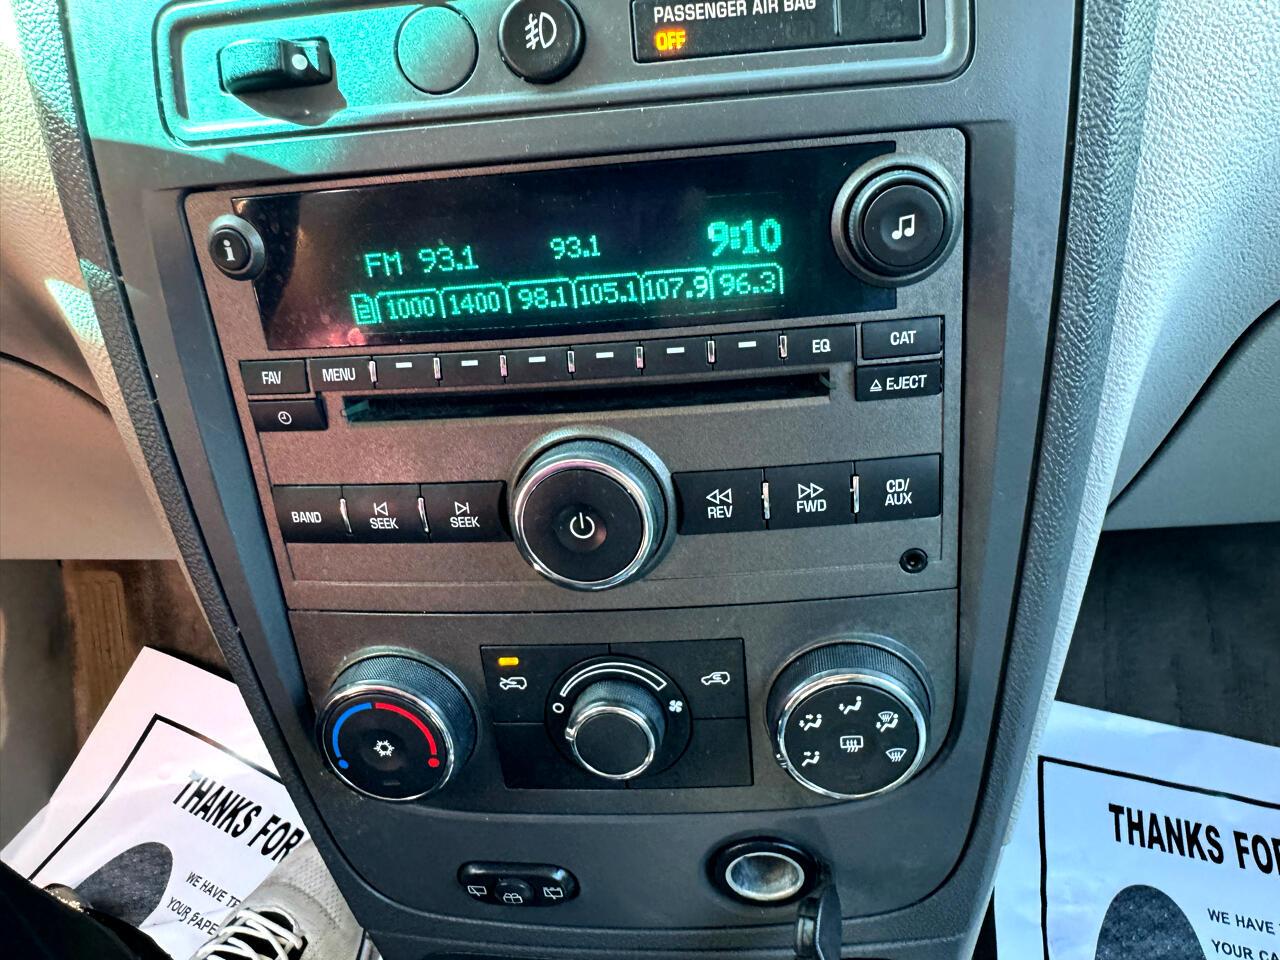 PASSENGER AIR BAG
OFF
i
FM 93.1 93.1 9:10
2 1000 1400 98.1 105.1 107.9 96.3
FAV MENU EQ CAT
EJECT
BAND SEEK SEEK REV FWD CD/
AUX
THANKS FOR
WE HAVE
YOUR PAPE
THANKS FO
WE HAVE
YOUR CA